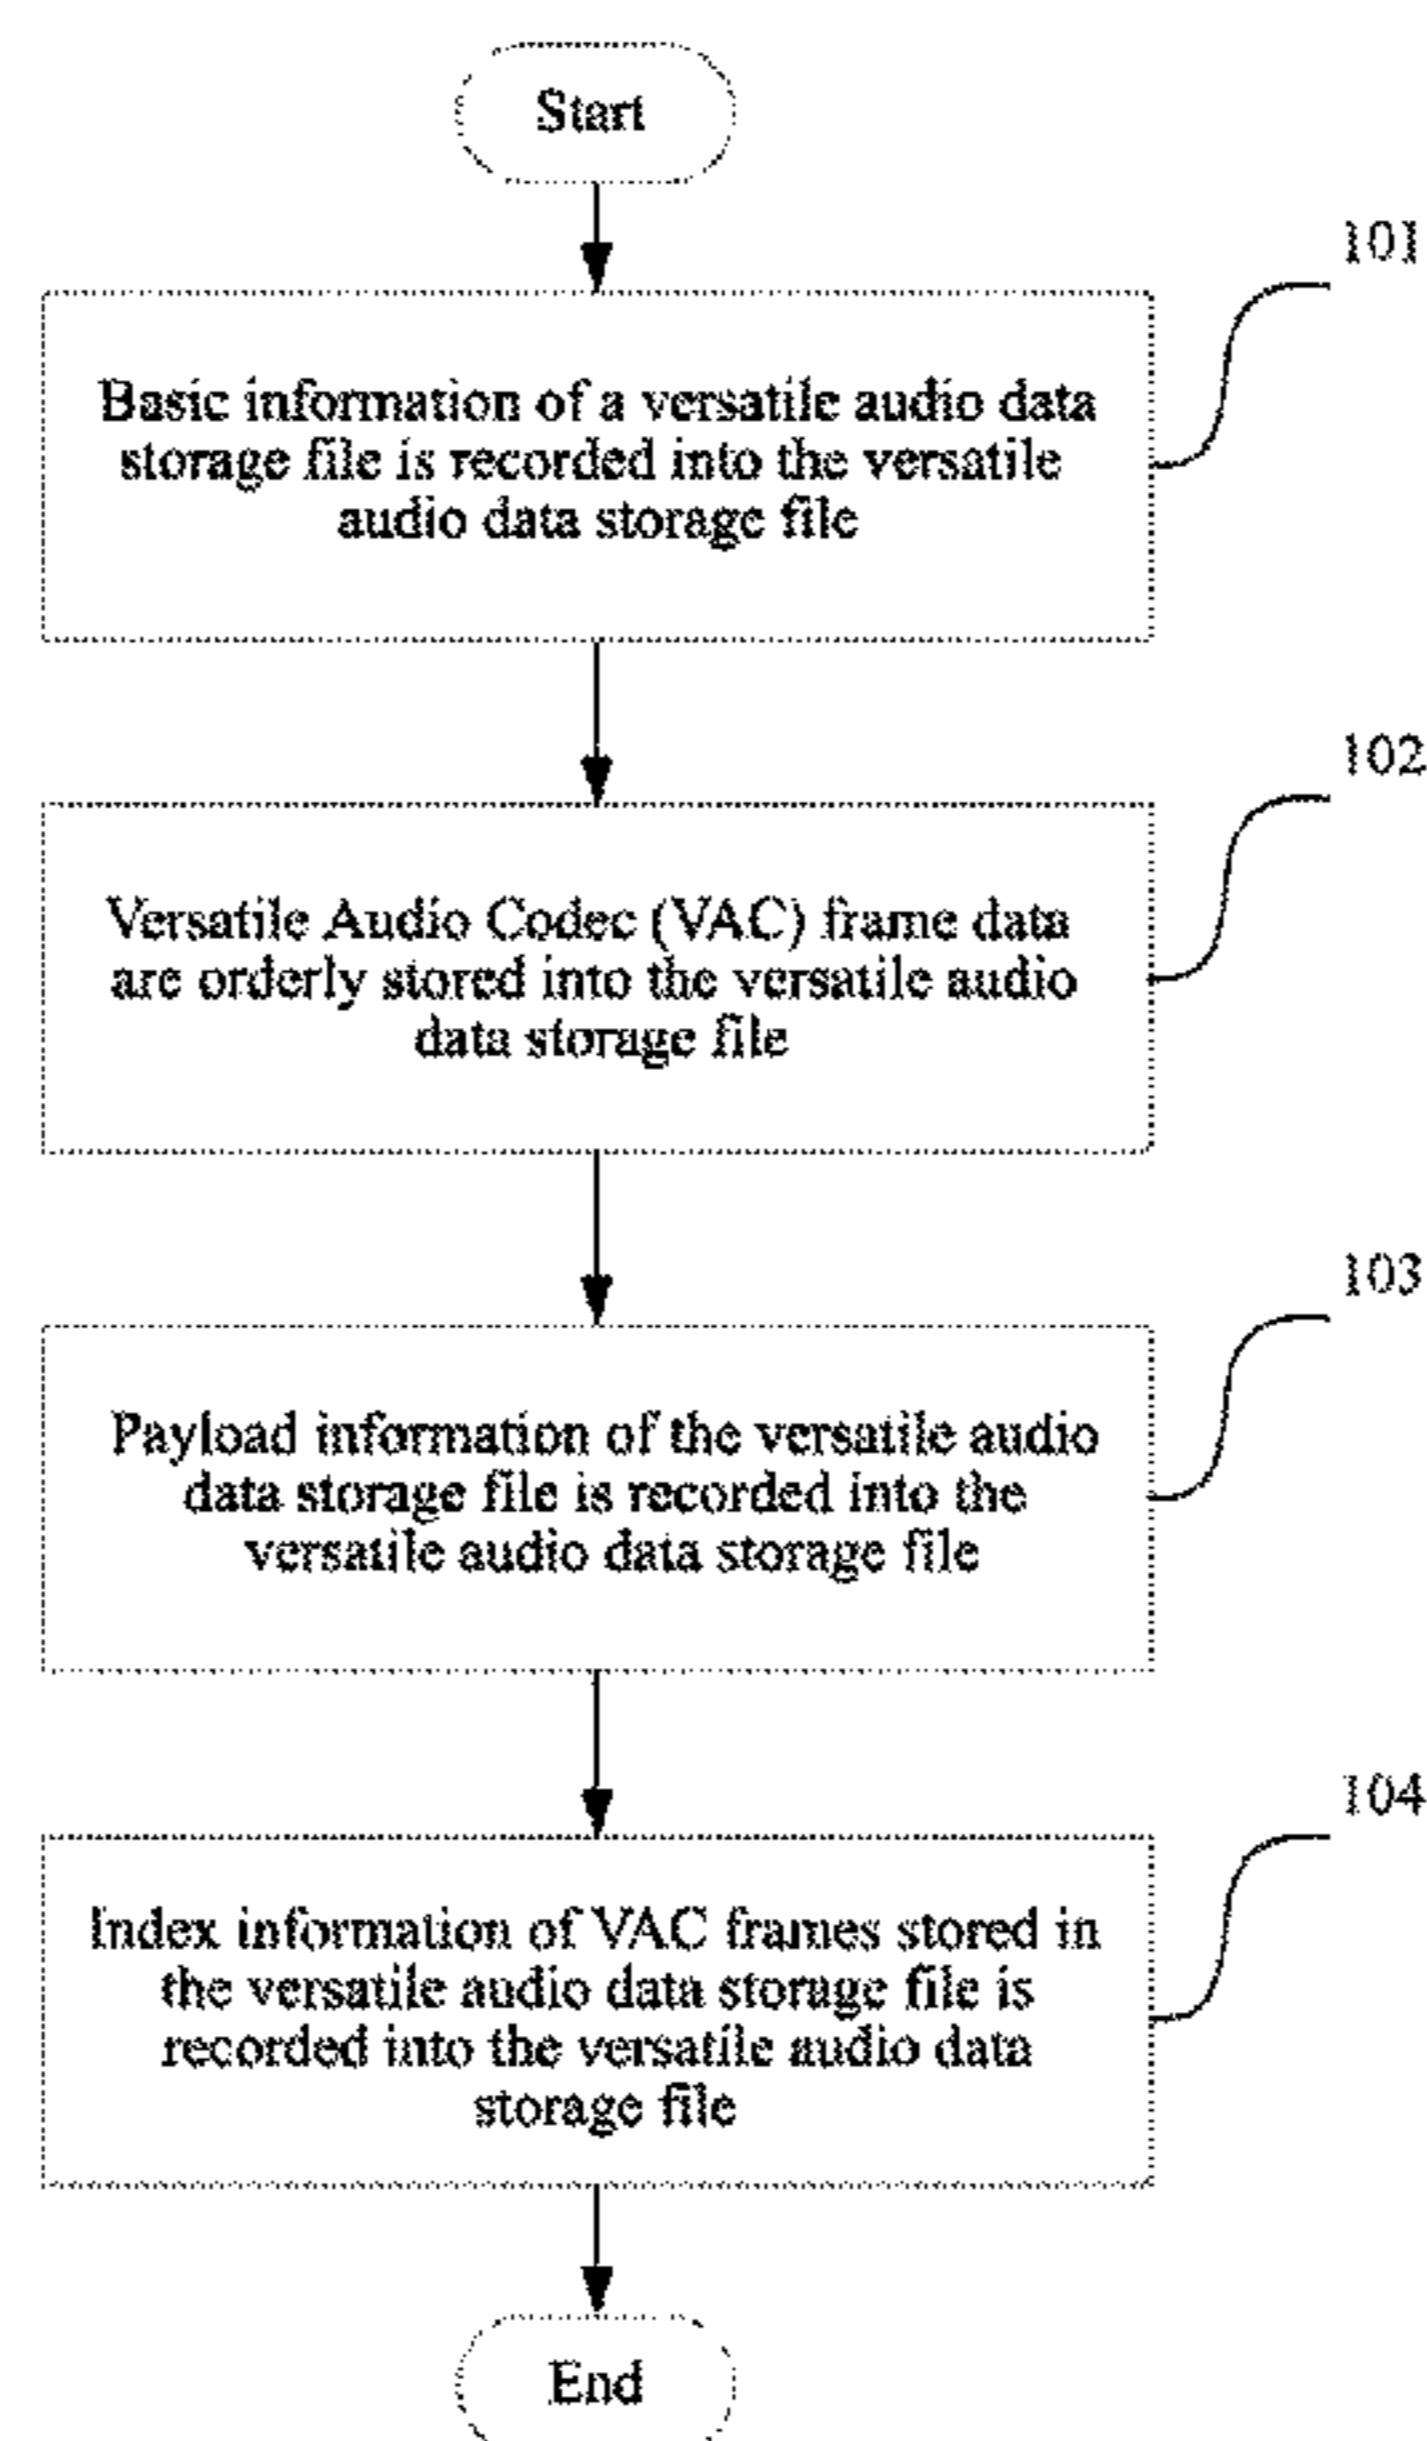 Start
101
Basic information of a versatile audio data
storage file is recorded into the versatile
audio data storage file
102
Versatile Audio Codec (VAC) frame data
are orderly stored into the versatile audio
data storage file
103
Payload information of the versatile audio
data storage file is recorded into the
versatile audio data storage file
104
Index information of VAC frames stored in
the versatile audio data storage file is
recorded into the versatile audio data
storage file
End